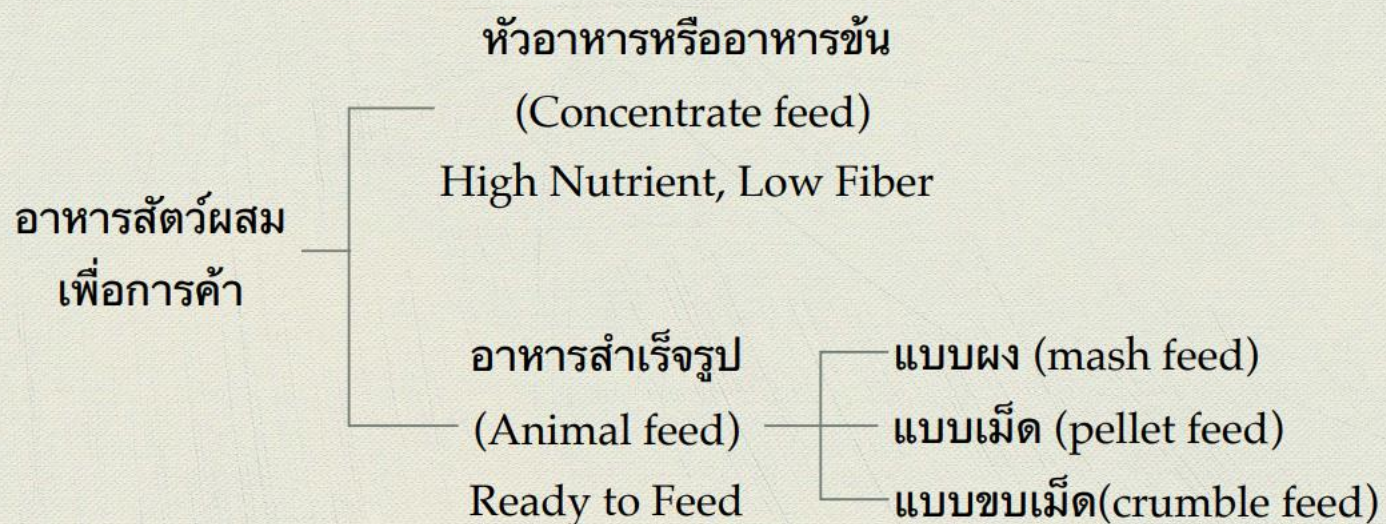 หัวอาหารหรืออาหารข้น
(Concentrate feed)
High Nutrient, Low Fiber
อาหารสัตว์ผสม
เพื่อการค้า
อาหารสำเร็จรูป
(Animal feed)
Ready to Feed
แบบผง (mash feed)
แบบเม็ด (pellet feed)
แบบขบเม็ด(crumble feed)